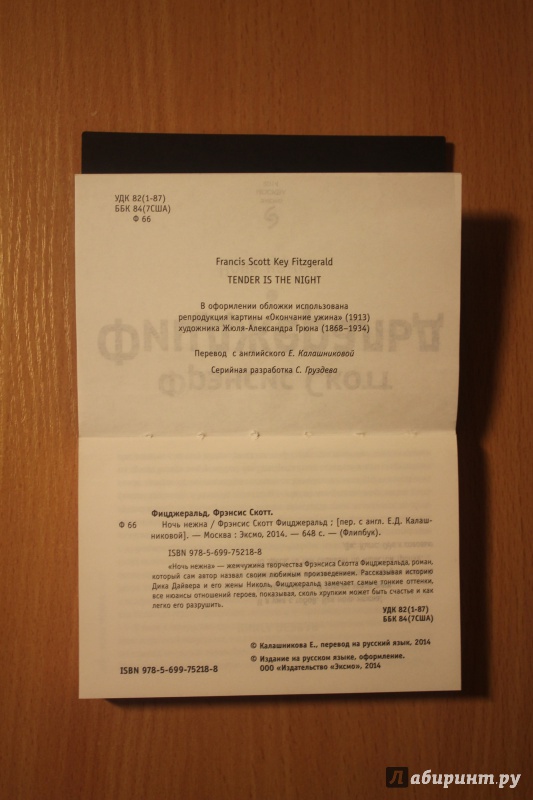 УДК 82(1-87)
ББК 84(7США)
Ф 66
Francis Scott Key Fitzgerald
TENDER IS THE NIGHT
В оформлении обложки использована
репродукция картины «Окончание ужина» (1913)
художника Жюля-Александра Грюна (1868–1934)
Перевод с английского Е. Калашниковой
Серийная разработка С. Груздева
Фицджеральд, Фрэнсис Скотт.
Ф 66 Ночь нежна / Фрэнсис Скотт Фицджеральд ; [пер. с англ. Е.Д. Калаш-
никовой]. — Москва : Эксмо, 2014. — 648 с. — (Флипбук).
ISBN 978-5-699-75218-8
«Ночь нежна» — жемчужина творчества Фрэнсиса Скотта Фицджеральда, роман,
который сам автор назвал своим любимым произведением. Рассказывая историю
Дика Дайвера и его жены Николь, Фицджеральд замечает самые тонкие оттенки,
все нюансы отношений героев, показывая, сколь хрупким может быть счастье и как
легко его разрушить.
УДК 82(1-87)
ББК 84(7США)
© Калашникова Е., перевод на русский язык, 2014
© Издание на русском языке, оформление.
ООО «Издательство «Эксмо», 2014
ISBN 978-5-699-75218-8
Лабиринт.ру